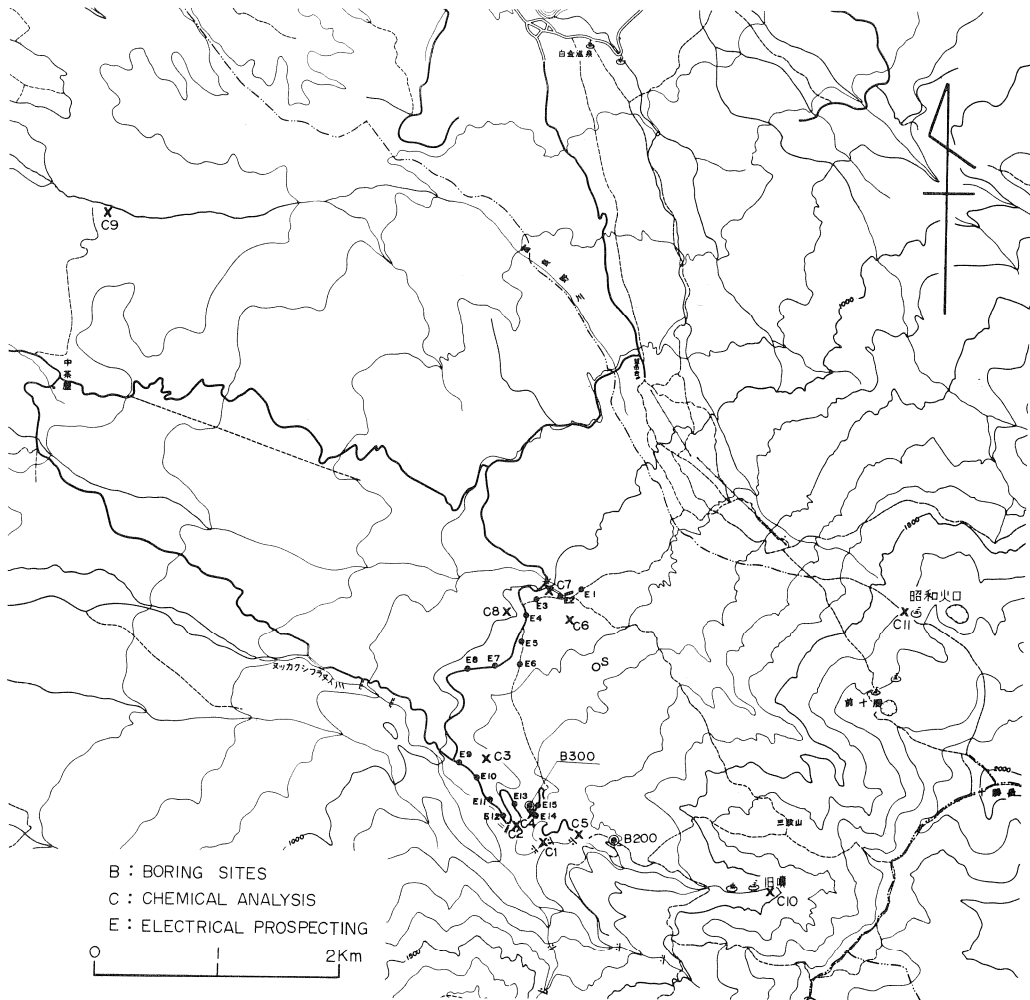 白金温泉
C9
1000
中茶屋
1500
昭和火口
C11
C7
E1
E2
E3
C8
E4
C6
E5
E7
E6
E8
S
ヌッカクシフラヌイ川
前十勝
2000
E9
C3
E10
B300
E11
E13
E15
E12
E14
C4
C2
C5
C1
B200
三段山
旧噴
C10
1000
1500
B : BORING SITES
C : CHEMICAL ANALYSIS
E : ELECTRICAL PROSPECTING
0 1 2Km